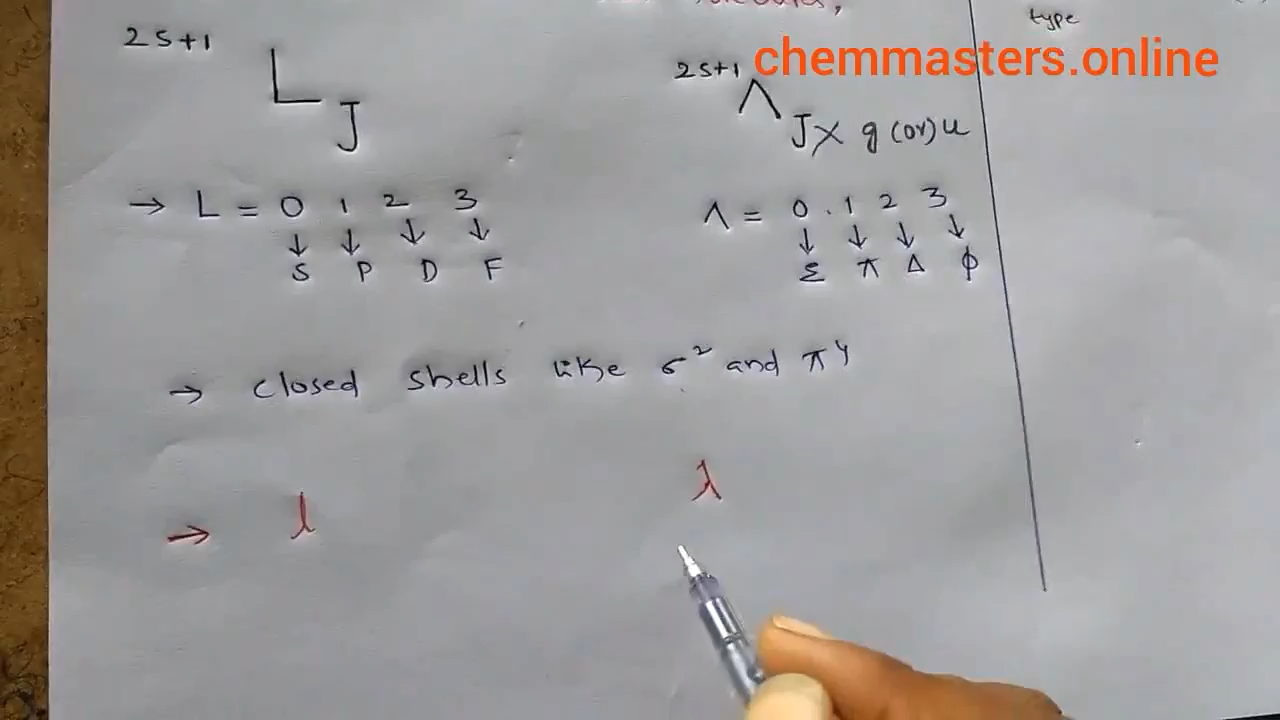 type
chemmasters.online
2S+1 L J
2S+1 Λ J X g (or) u
→ L = 0 1 2 3
↓ ↓ ↓ ↓
S P D F
Λ = 0 . 1 2 3
↓ ↓ ↓ ↓
Σ π Δ ϕ
→ closed shells like σ² and π⁴
→ l λ